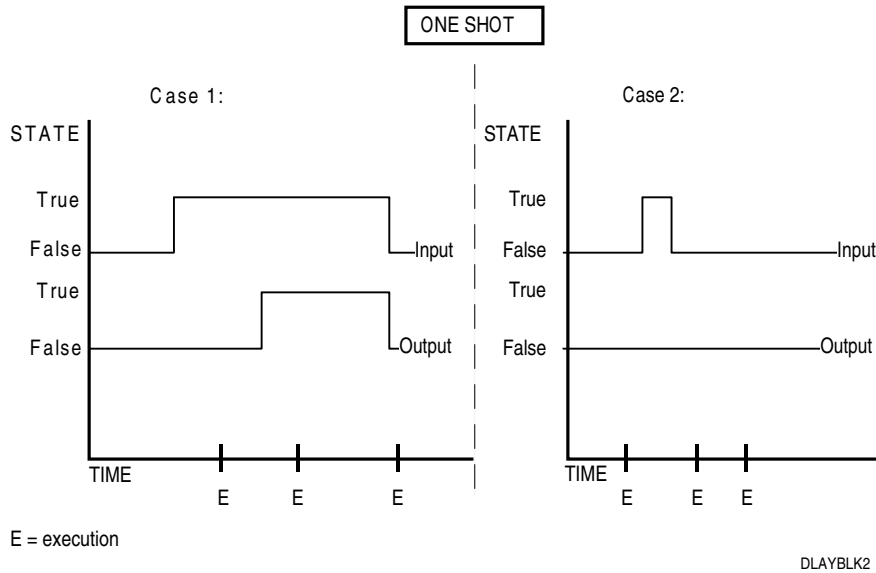 ONE SHOT
Case 1:
STATE
True
False
Input
True
False
Output
TIME
E E E
Case 2:
STATE
True
False
Input
True
False
Output
TIME
E E E
E = execution
DLAYBLK2